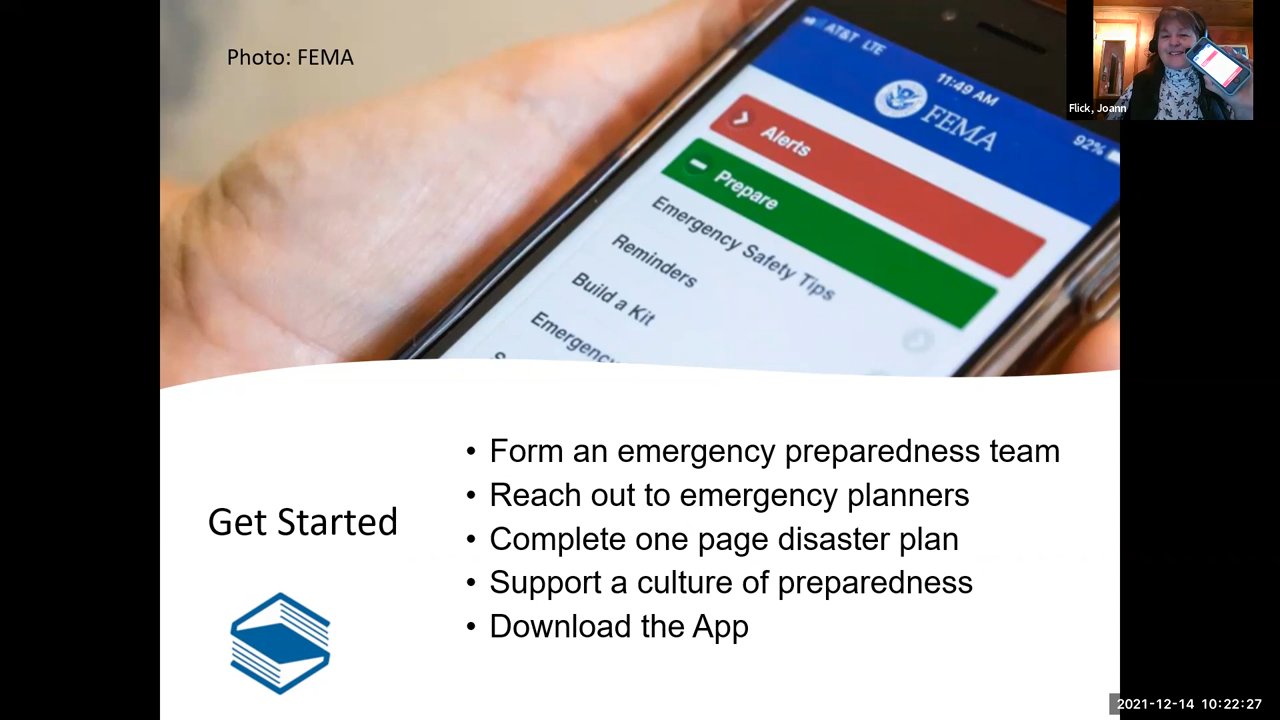 Photo: FEMA
AT&T LTE
11:49 AM
92%
FEMA
Alerts
Prepare
Emergency Safety Tips
Reminders
Build a Kit
Emergency
Flick, Joann
Get Started
• Form an emergency preparedness team
• Reach out to emergency planners
• Complete one page disaster plan
• Support a culture of preparedness
• Download the App
2021-12-14 10:22:27